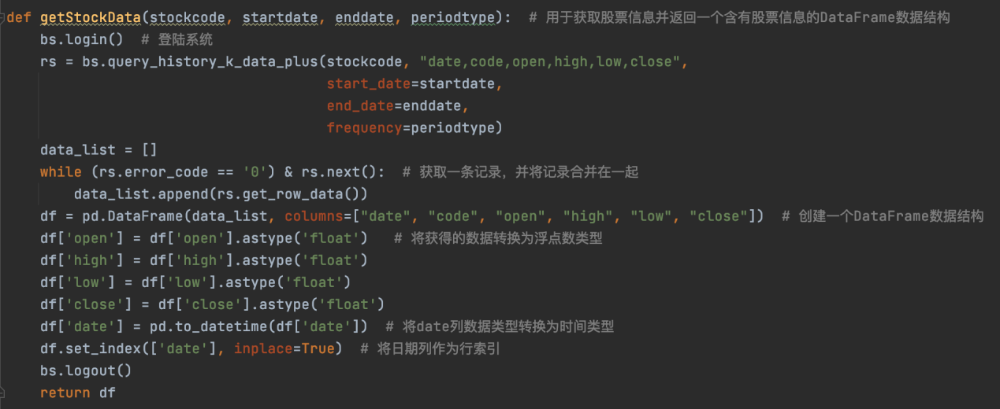 def getStockData(stockcode, startdate, enddate, periodtype):  # 用于获取股票信息并返回一个含有股票信息的DataFrame数据结构
    bs.login()  # 登陆系统
    rs = bs.query_history_k_data_plus(stockcode, "date,code,open,high,low,close",
                                      start_date=startdate,
                                      end_date=enddate,
                                      frequency=periodtype)
    data_list = []
    while (rs.error_code == '0') & rs.next():  # 获取一条记录，并将记录合并在一起
        data_list.append(rs.get_row_data())
    df = pd.DataFrame(data_list, columns=["date", "code", "open", "high", "low", "close"])  # 创建一个DataFrame数据结构
    df['open'] = df['open'].astype('float')   # 将获得的数据转换为浮点数类型
    df['high'] = df['high'].astype('float')
    df['low'] = df['low'].astype('float')
    df['close'] = df['close'].astype('float')
    df['date'] = pd.to_datetime(df['date'])  # 将date列数据类型转换为时间类型
    df.set_index(['date'], inplace=True)  # 将日期列作为行索引
    bs.logout()
    return df